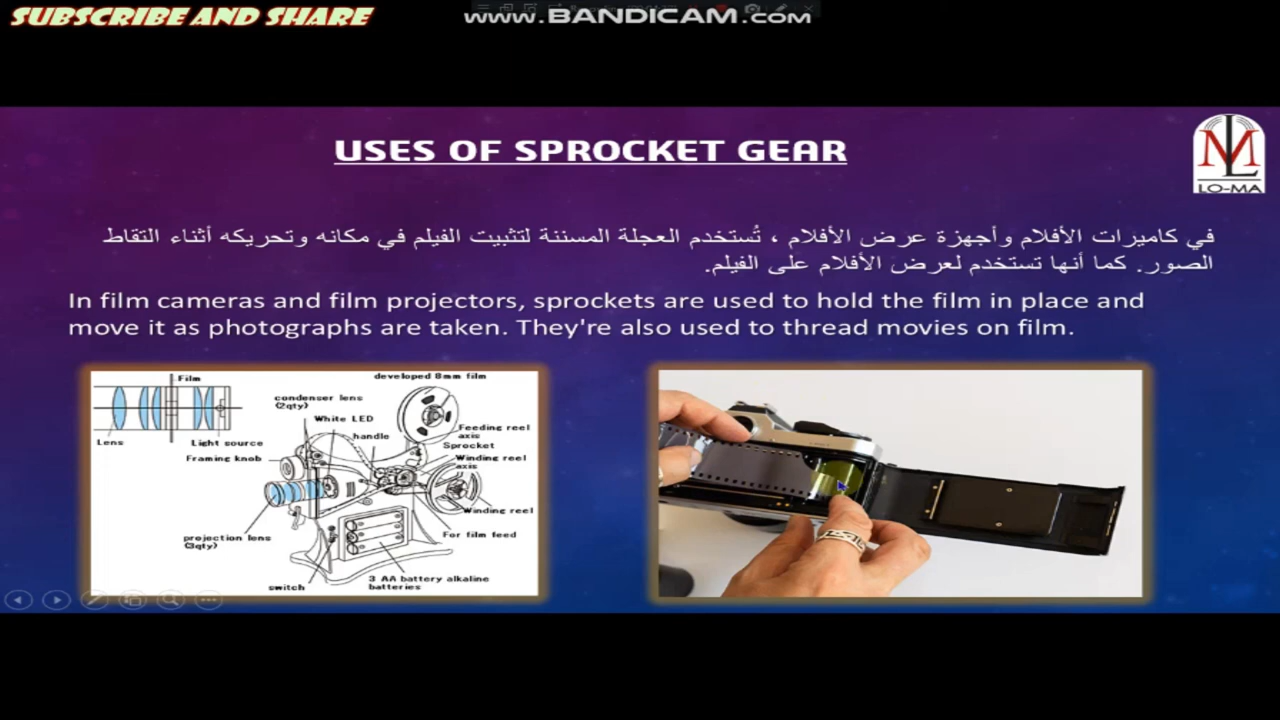 SUBSCRIBE AND SHARE
www.BANDICAM.com
USES OF SPROCKET GEAR
LO-MA
في كاميرات الأفلام وأجهزة عرض الأفلام ، تُستخدم العجلة المسننة لتثبيت الفيلم في مكانه وتحريكه أثناء التقاط
الصور. كما أنها تستخدم لعرض الأفلام على الفيلم.
In film cameras and film projectors, sprockets are used to hold the film in place and
move it as photographs are taken. They're also used to thread movies on film.
Film
developed 8mm film
condenser lens
(2qty)
White LED
handle
Feeding reel
axis
Sprocket
Lens
Light source
Framing knob
Winding reel
axis
Winding reel
For film feed
projection lens
(3qty)
switch
3 AA battery alkaline
batteries